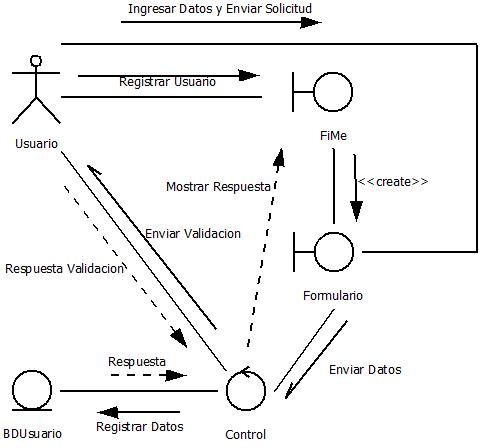 Ingresar Datos y Enviar Solicitud
Registrar Usuario
Usuario
FiMe
Mostrar Respuesta
<<create>>
Enviar Validacion
Respuesta Validacion
Formulario
Respuesta
Enviar Datos
Registrar Datos
BDUsuario
Control